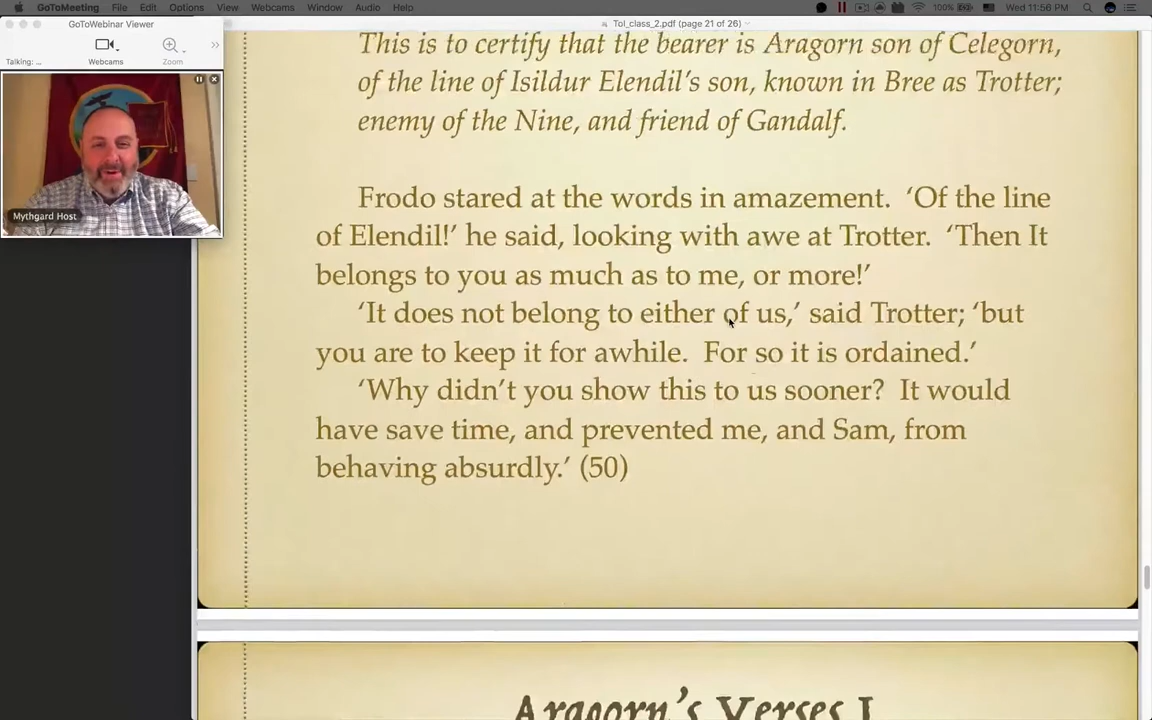 GoToMeeting File Edit Options View Webcams Window Audio Help 100% Wed 11:56 PM
GoToWebinar Viewer
Tol_class_2.pdf (page 21 of 26)
Webcams
Zoom
Talking: ...
Mythgard Host
This is to certify that the bearer is Aragorn son of Celegorn,
of the line of Isildur Elendil's son, known in Bree as Trotter;
enemy of the Nine, and friend of Gandalf.
Frodo stared at the words in amazement. 'Of the line
of Elendil!' he said, looking with awe at Trotter. 'Then It
belongs to you as much as to me, or more!'
'It does not belong to either of us,' said Trotter; 'but
you are to keep it for awhile. For so it is ordained.'
'Why didn't you show this to us sooner? It would
have save time, and prevented me, and Sam, from
behaving absurdly.' (50)
Aragorn's Verses I